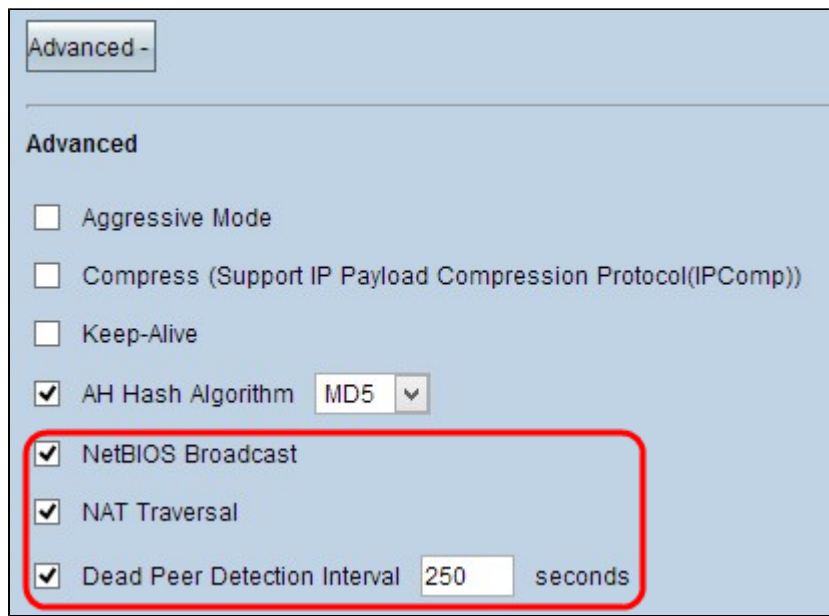 Advanced -
Advanced
Aggressive Mode
Compress (Support IP Payload Compression Protocol(IPComp))
Keep-Alive
AH Hash Algorithm MD5
NetBIOS Broadcast
NAT Traversal
Dead Peer Detection Interval 250 seconds